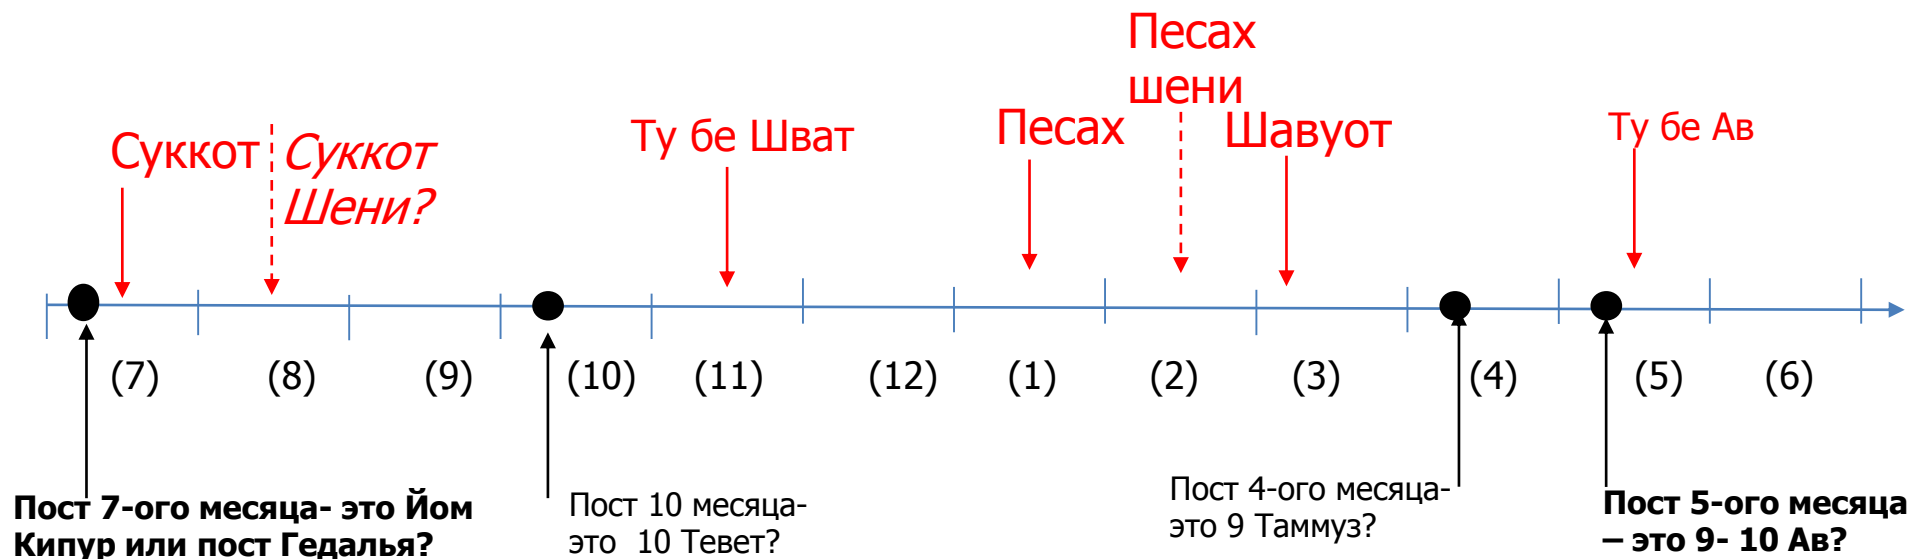 Песах
шени
Суккот
Суккот
Шени?
Ту бе Шват
Песах
Шавуот
Ту бе Ав
(7)
(8)
(9)
(10)
(11)
(12)
(1)
(2)
(3)
(4)
(5)
(6)
Пост 7-ого месяца- это Йом
Кипур или пост Гедалья?
Пост 10 месяца-
это 10 Тевет?
Пост 4-ого месяца-
это 9 Таммуз?
Пост 5-ого месяца
– это 9- 10 Ав?